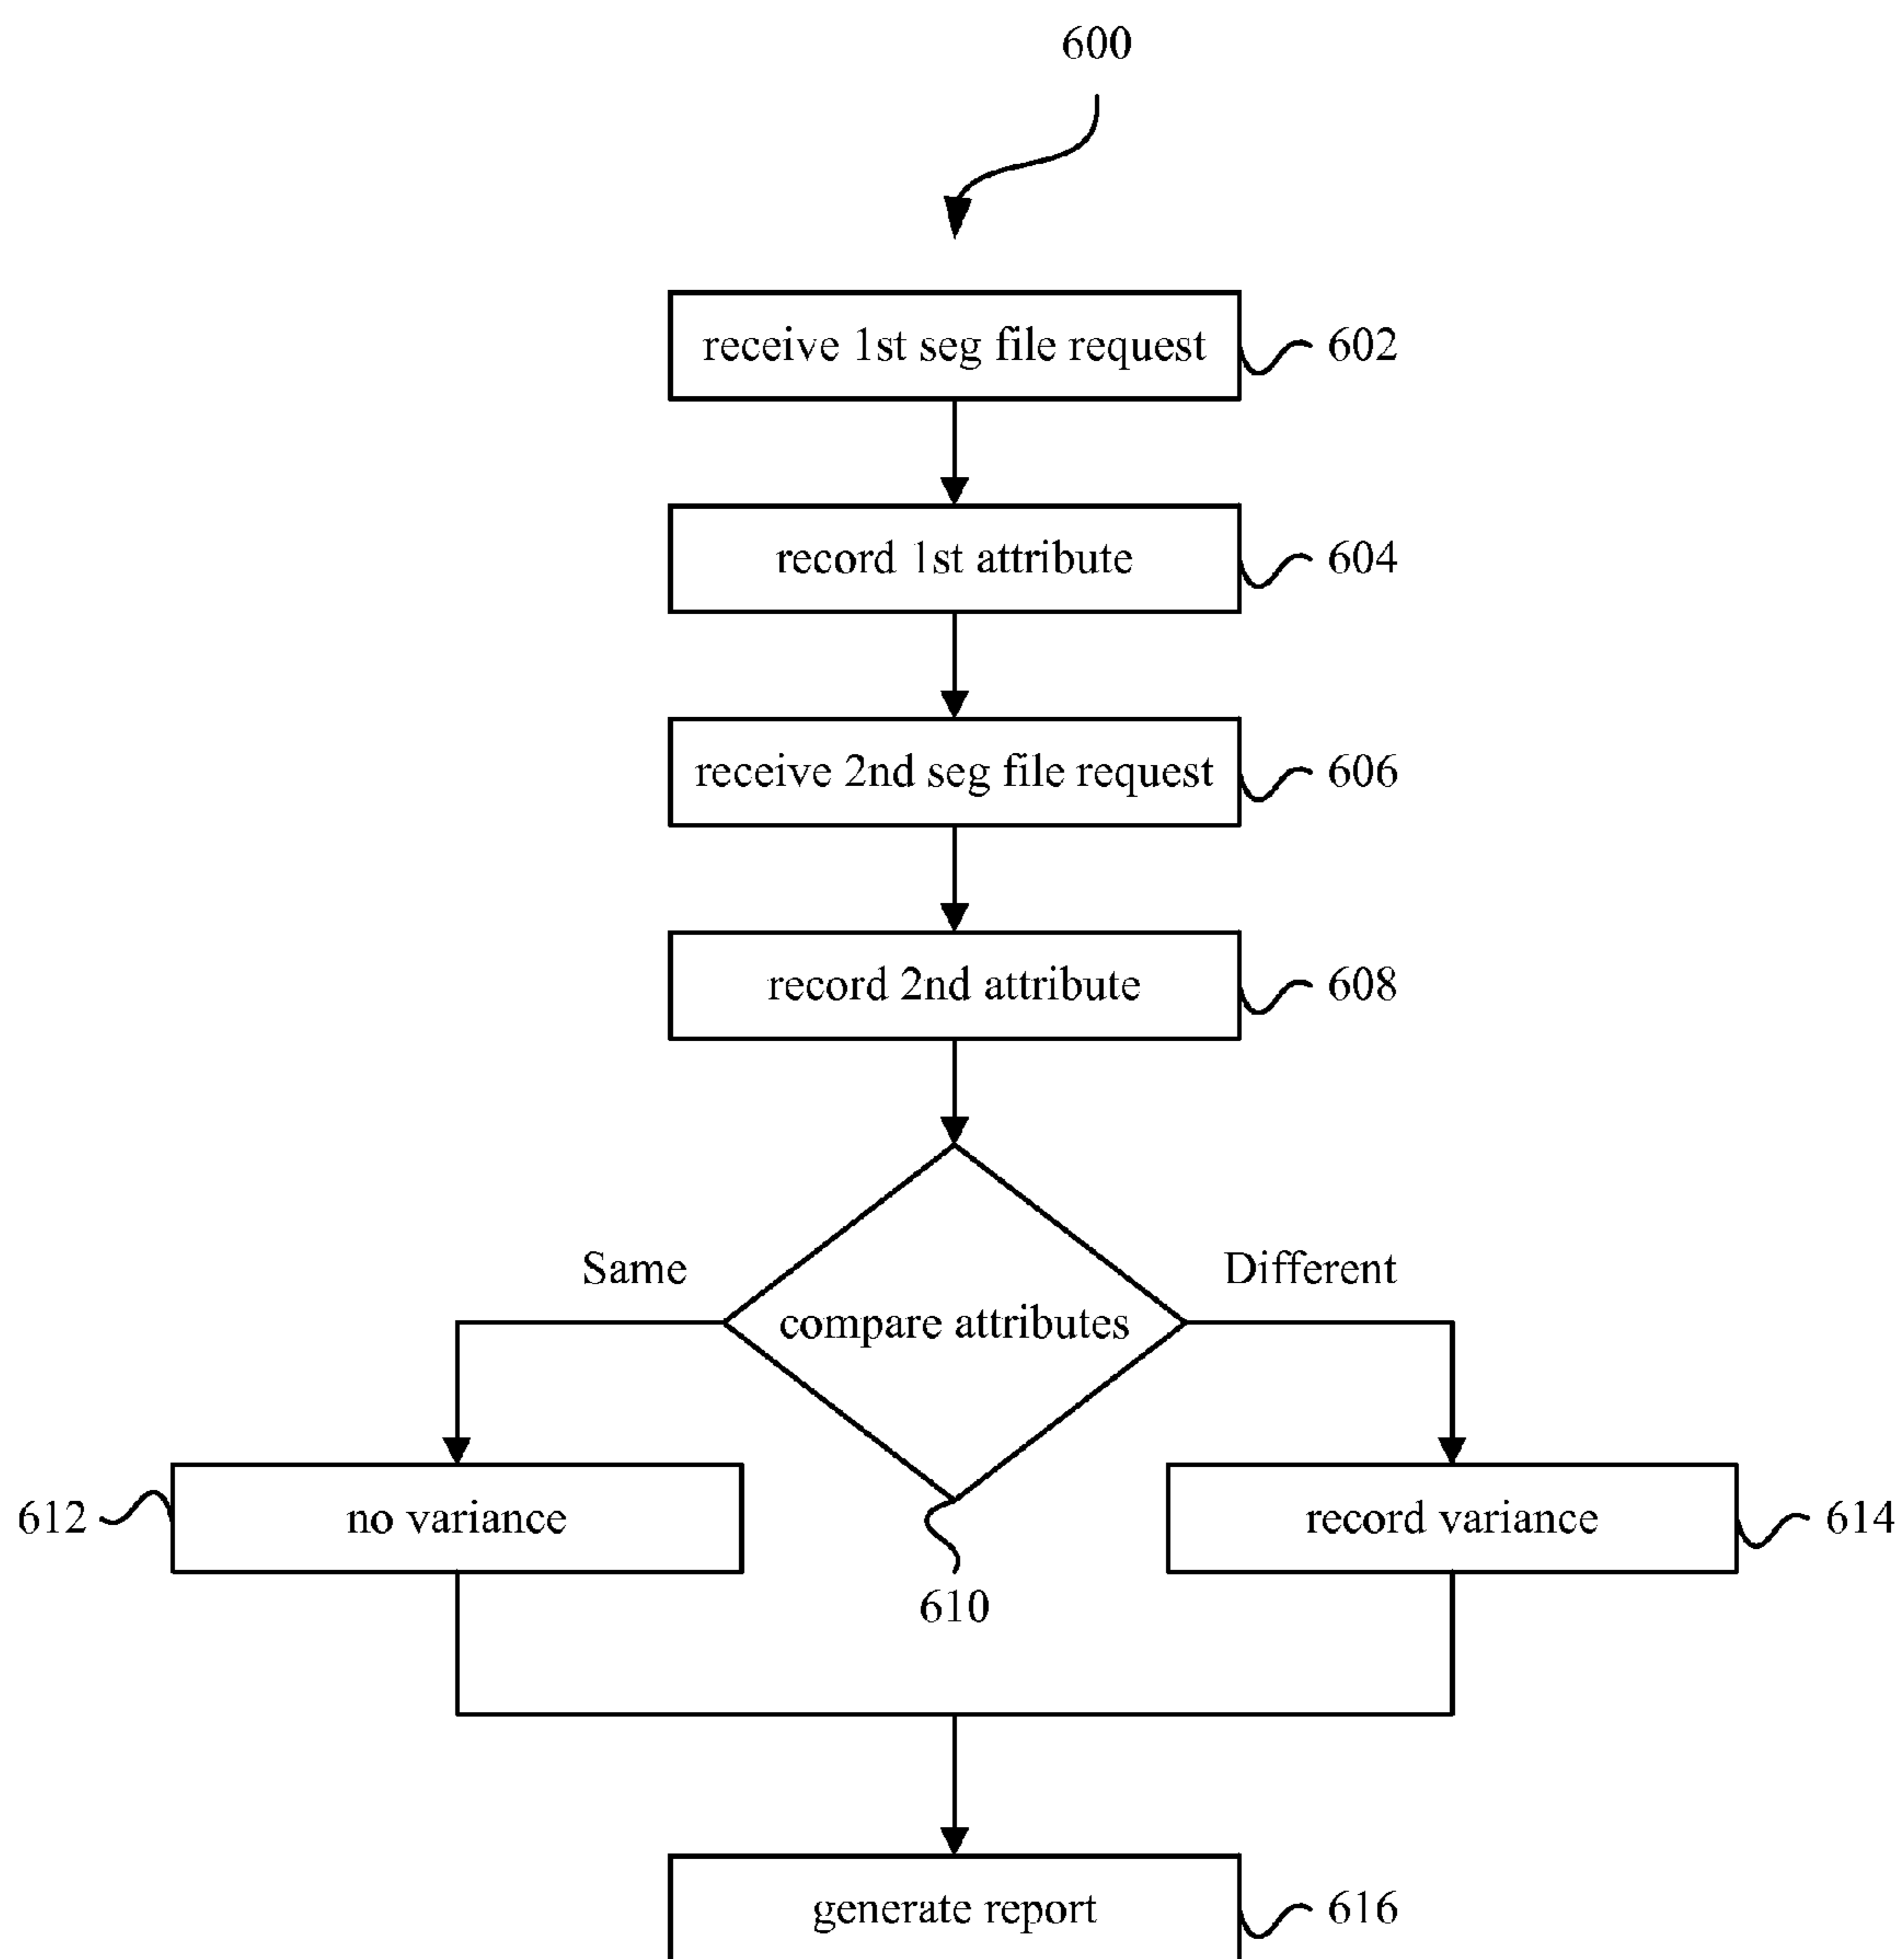 600
receive 1st seg file request
602
record 1st attribute
604
receive 2nd seg file request
606
record 2nd attribute
608
Same
Different
compare attributes
612
no variance
record variance
614
610
generate report
616